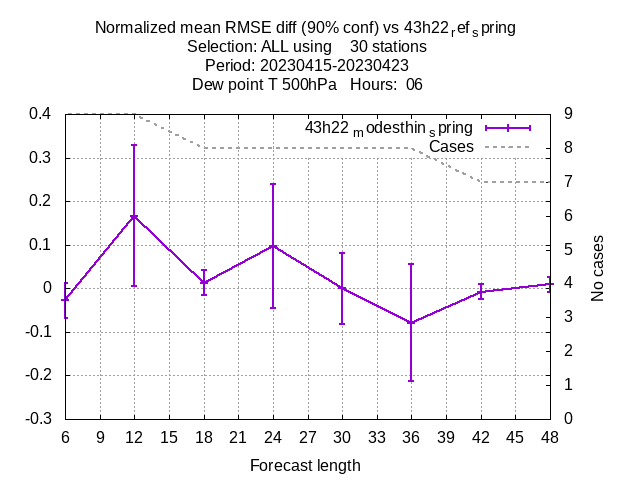 Normalized mean RMSE diff (90% conf) vs 43h22refspring
Selection: ALL using 30 stations
Period: 20230415-20230423
Dew point T 500hPa Hours: 06
43h22modesthinspring
Cases
0.4
0.3
0.2
0.1
0
-0.1
-0.2
-0.3
9
8
7
6
5
4
3
2
1
0
No cases
6 9 12 15 18 21 24 27 30 33 36 39 42 45 48
Forecast length